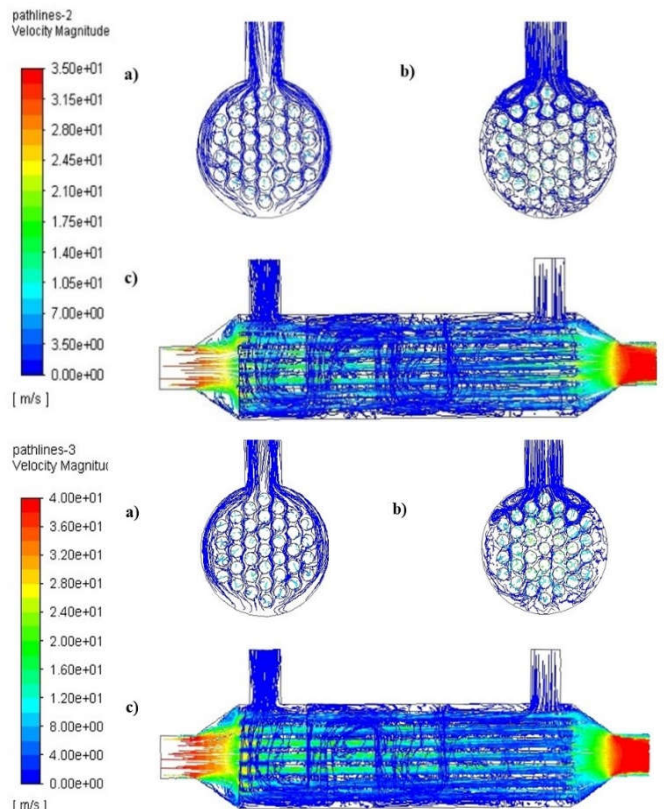 pathlines-2
Velocity Magnitude
a)
b)
3.50e+01
3.15e+01
2.80e+01
2.45e+01
2.10e+01
1.75e+01
1.40e+01
1.05e+01
7.00e+00
3.50e+00
0.00e+00
[ m/s ]
c)
pathlines-3
Velocity Magnitu
a)
b)
4.00e+01
3.60e+01
3.20e+01
2.80e+01
2.40e+01
2.00e+01
1.60e+01
1.20e+01
8.00e+00
4.00e+00
0.00e+00
[ m/s ]
c)